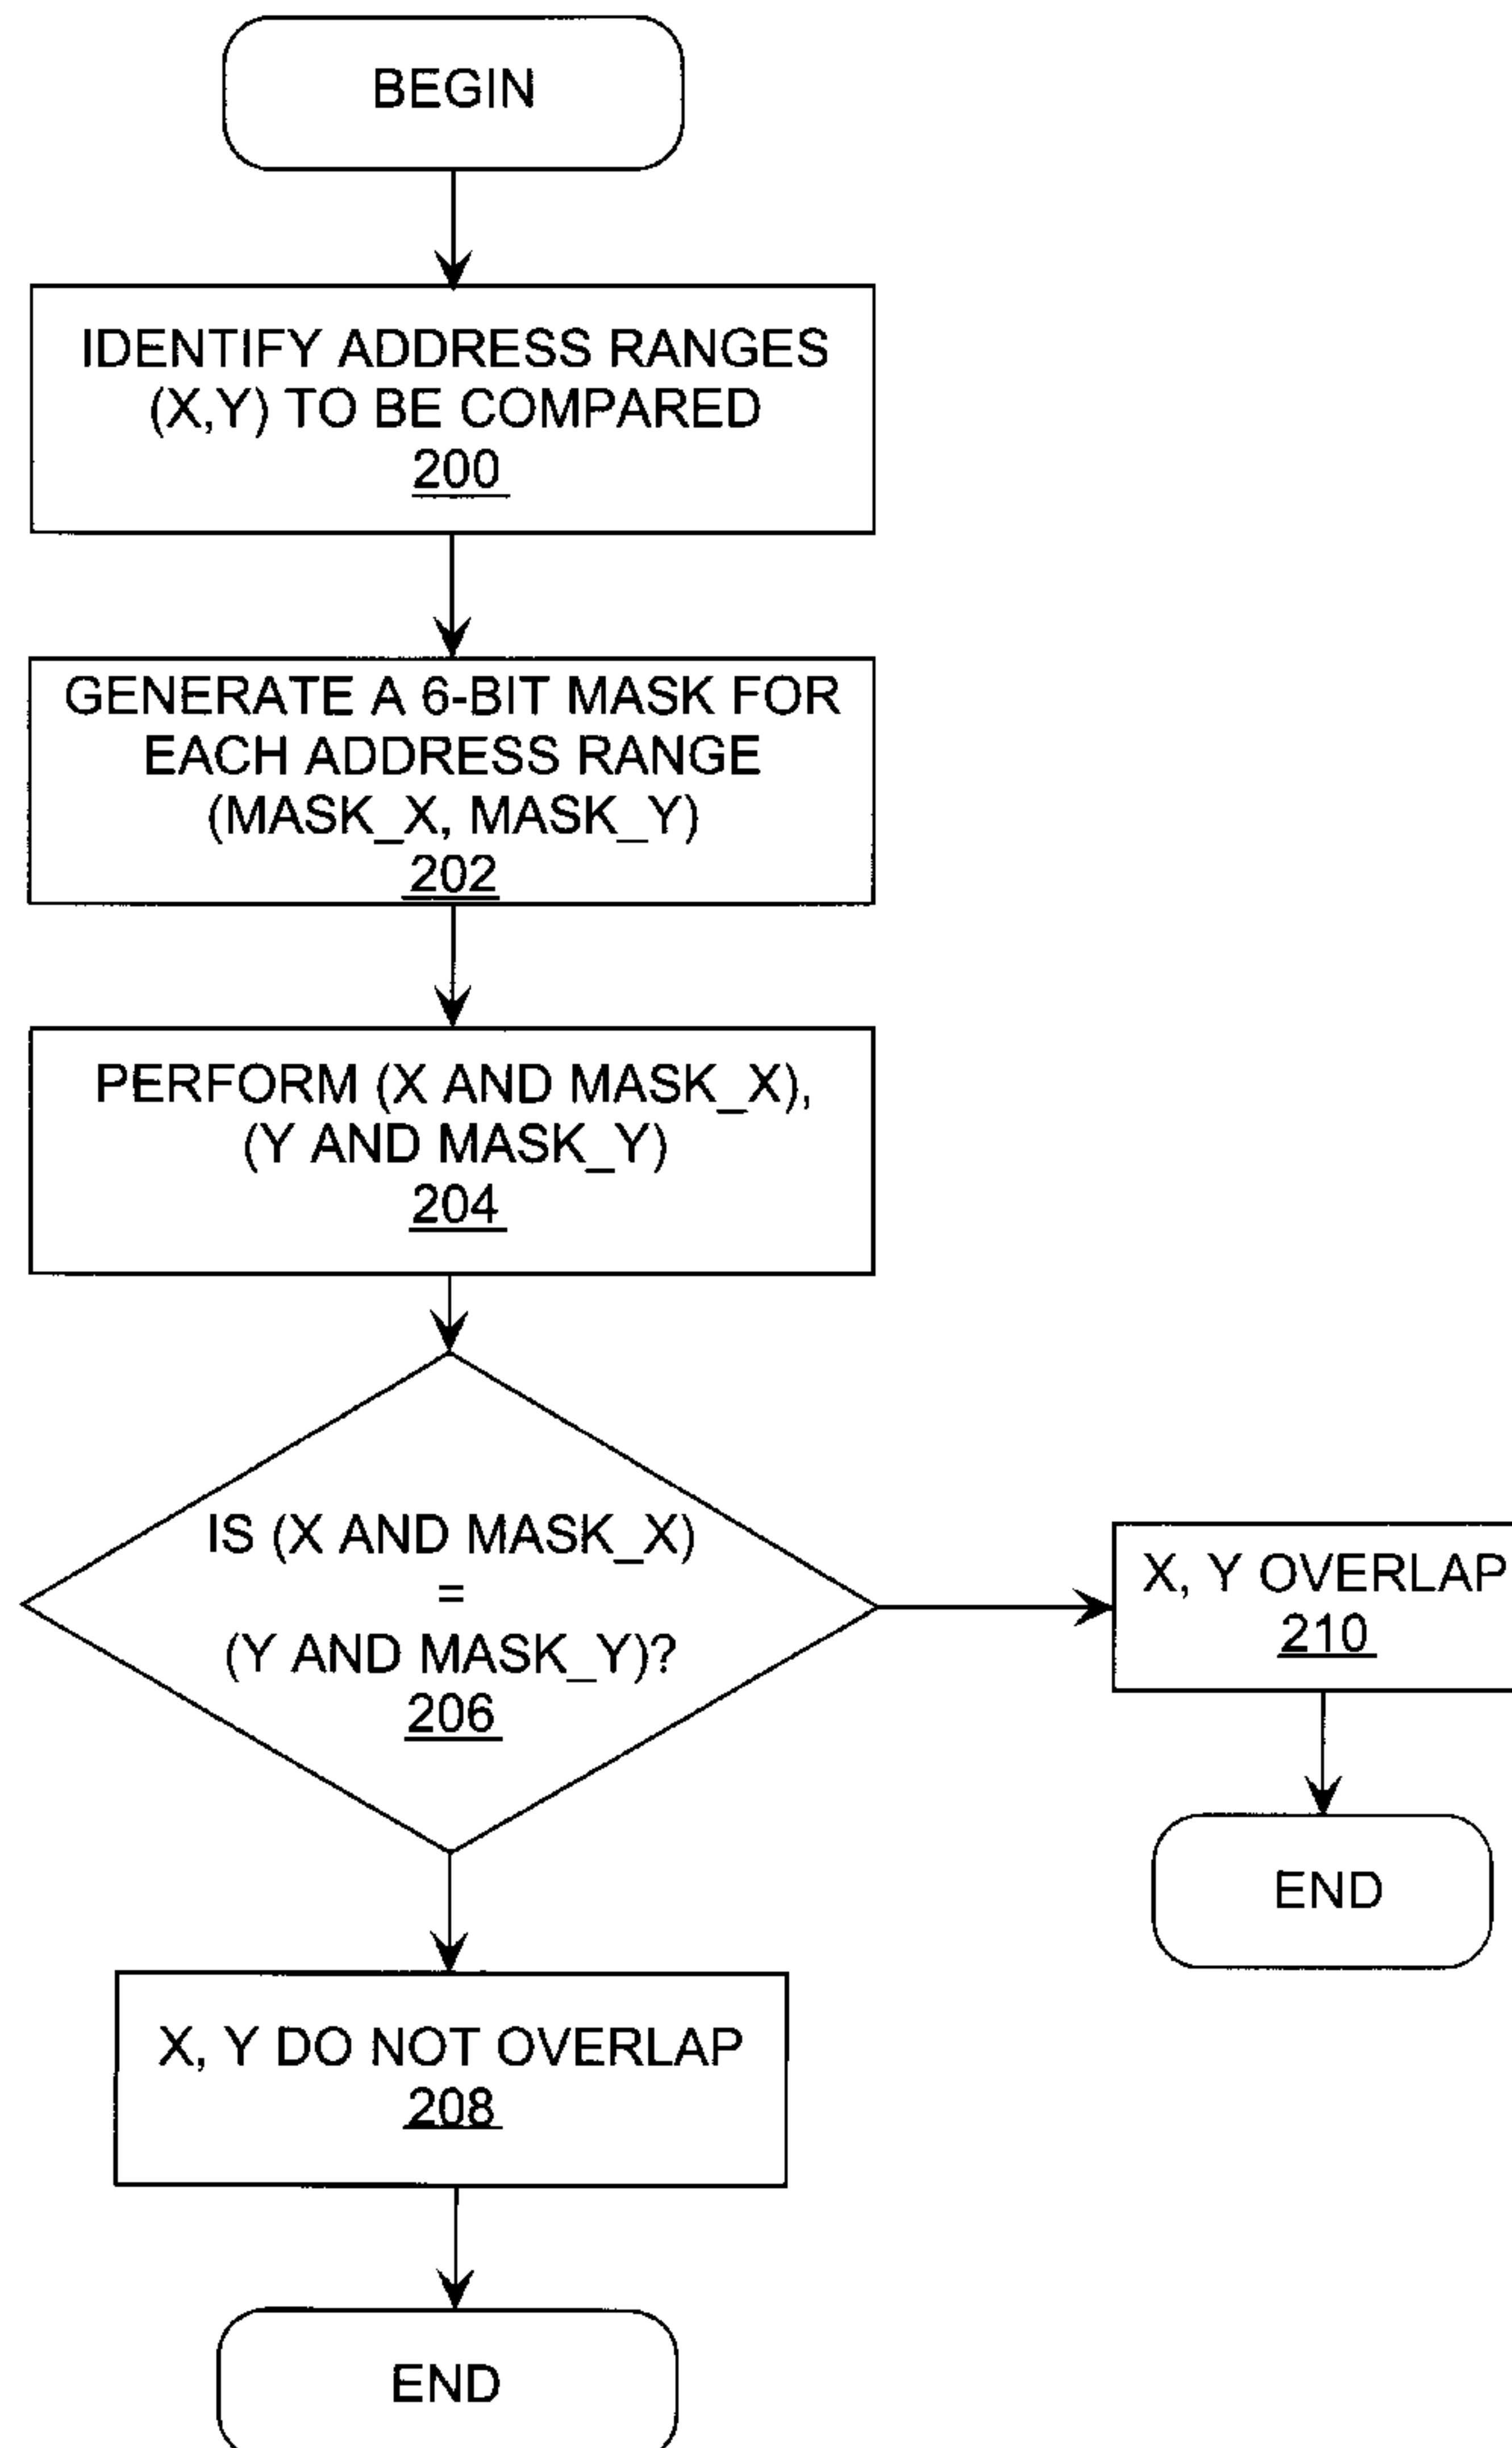 BEGIN
IDENTIFY ADDRESS RANGES
(X,Y) TO BE COMPARED
200
GENERATE A 6-BIT MASK FOR
EACH ADDRESS RANGE
(MASK_X, MASK_Y)
202
PERFORM (X AND MASK_X),
(Y AND MASK_Y)
204
IS (X AND MASK_X)
=
(Y AND MASK_Y)?
206
X, Y OVERLAP
210
END
X, Y DO NOT OVERLAP
208
END